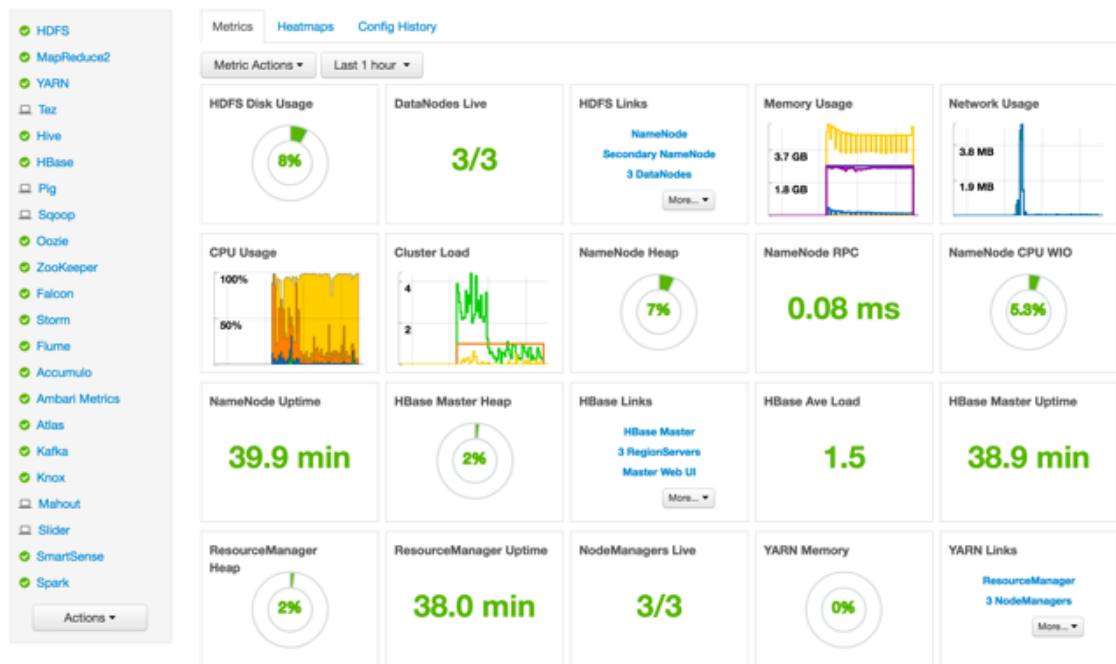 HDFS
MapReduce2
YARN
Tez
Hive
HBase
Pig
Sqoop
Oozie
ZooKeeper
Falcon
Storm
Flume
Accumulo
Ambari Metrics
Atlas
Kafka
Knox
Mahout
Slider
SmartSense
Spark
Actions
Metrics
Heatmaps
Config History
Metric Actions
Last 1 hour
HDFS Disk Usage
8%
DataNodes Live
3/3
HDFS Links
NameNode
Secondary NameNode
3 DataNodes
More...
Memory Usage
3.7 GB
1.8 GB
Network Usage
3.8 MB
1.9 MB
CPU Usage
100%
50%
Cluster Load
4
2
NameNode Heap
7%
NameNode RPC
0.08 ms
NameNode CPU WIO
5.3%
NameNode Uptime
39.9 min
HBase Master Heap
2%
HBase Links
HBase Master
3 RegionServers
Master Web UI
More...
HBase Ave Load
1.5
HBase Master Uptime
38.9 min
ResourceManager
Heap
2%
ResourceManager Uptime
38.0 min
NodeManagers Live
3/3
YARN Memory
0%
YARN Links
ResourceManager
3 NodeManagers
More...